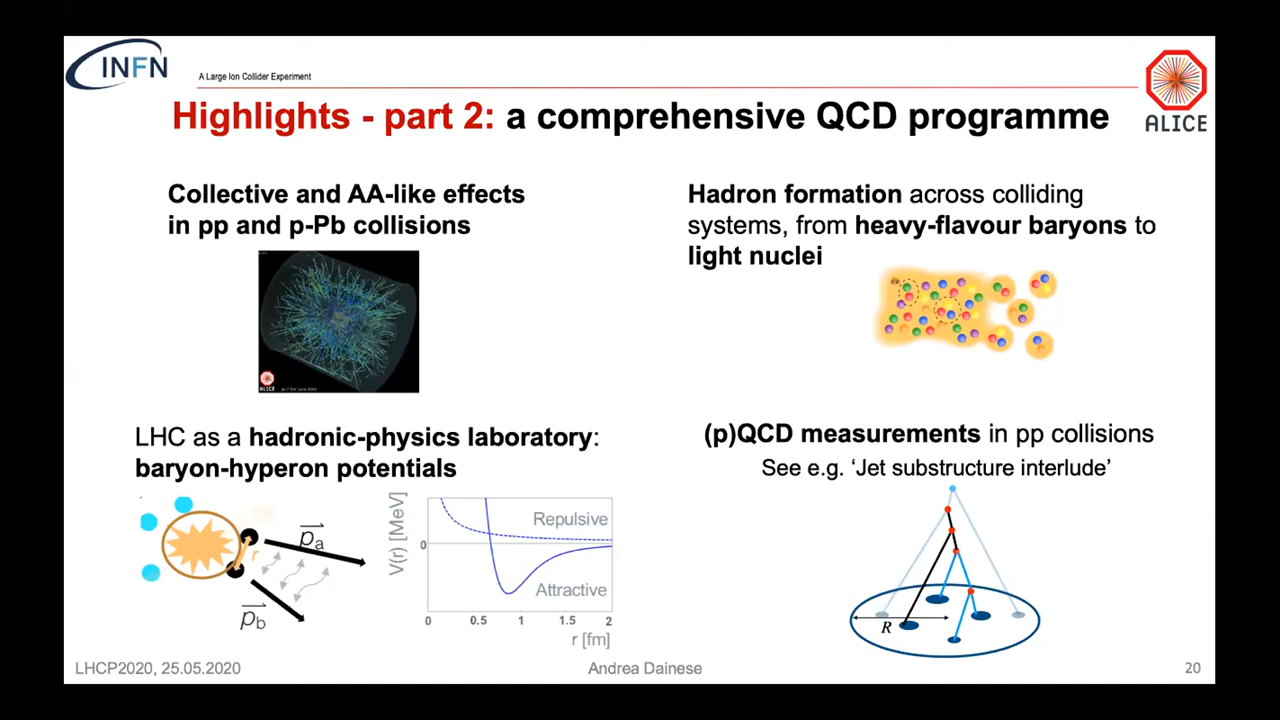 INFN
A Large Ion Collider Experiment
ALICE
Highlights - part 2: a comprehensive QCD programme
Collective and AA-like effects
in pp and p-Pb collisions
ALICE
Hadron formation across colliding
systems, from heavy-flavour baryons to
light nuclei
LHC as a hadronic-physics laboratory:
baryon-hyperon potentials
r
pa
pb
V(r) [MeV]
0
Repulsive
Attractive
0 0.5 1 1.5 2
r [fm]
(p)QCD measurements in pp collisions
See e.g. ‘Jet substructure interlude’
R
LHCP2020, 25.05.2020
Andrea Dainese
20